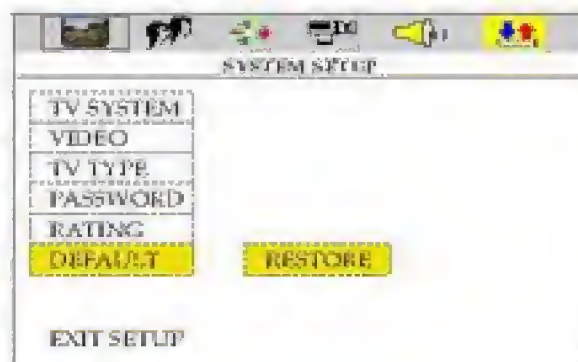 SYSTEM SETUP
TV SYSTEM
VIDEO
TV TYPE
PASSWORD
RATING
DEFAULT
RESTORE
EXIT SETUP